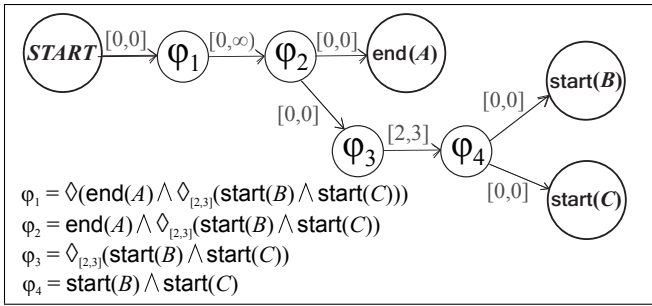 START [0,0] φ1 [0,∞) φ2 [0,0] end(A)
[0,0] φ3 [2,3] φ4 [0,0] start(B)
[0,0] start(C)
φ1 = ◊(end(A) ∧ ◊[2,3](start(B) ∧ start(C)))
φ2 = end(A) ∧ ◊[2,3](start(B) ∧ start(C))
φ3 = ◊[2,3](start(B) ∧ start(C))
φ4 = start(B) ∧ start(C)